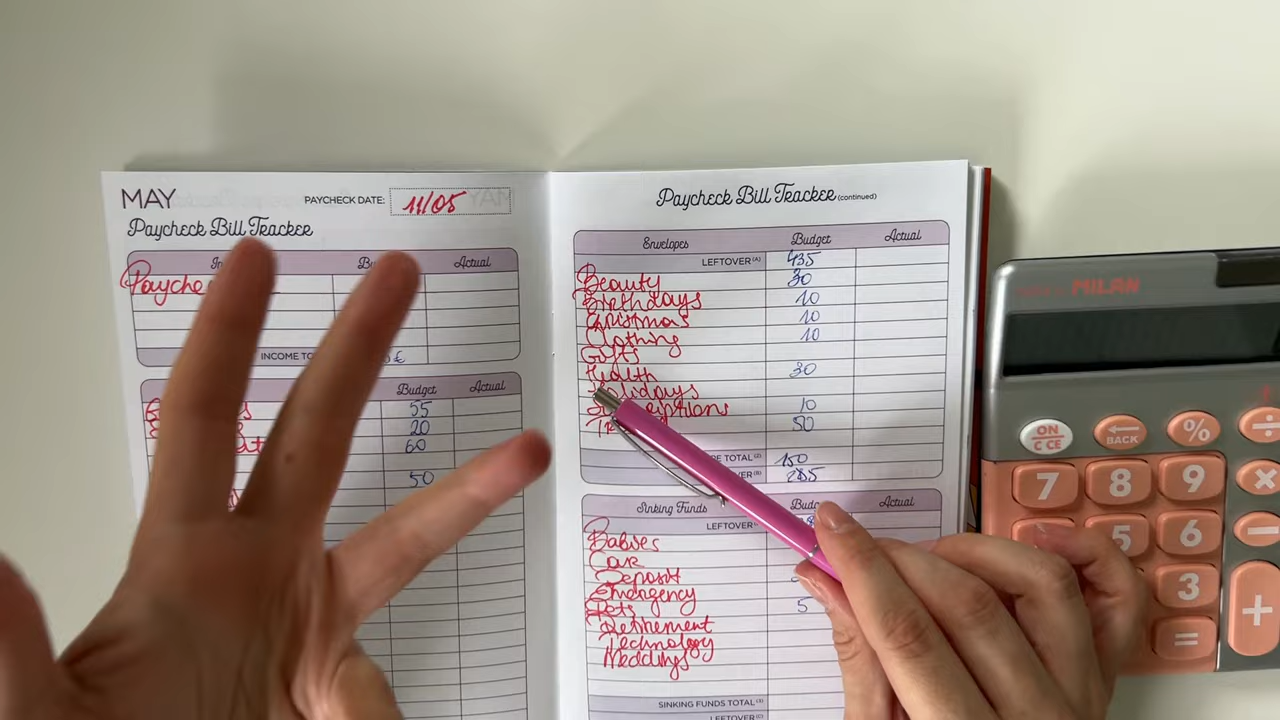 MAY
PAYCHECK DATE: 11/05
Paycheck Bill Tracker
Actual
INCOME
Budget Actual
55
20
60
50
Paycheck Bill Tracker (continued)
Envelopes Budget Actual
LEFTOVER (A) 435
Beauty 30
Birthdays 10
Christmas 10
Clothing 10
Gifts
Health 30
Holidays
10
50
TOTAL (2) 150
Sinking Funds Actual
LEFTOVER
Babies
Car
Deposit
Emergency
Pets 5
Retirement
Technology
Weddings
SINKING FUNDS TOTAL (3)
LEFTOVER (C)
MILAN
ON
C/CE
BACK
%
÷
7
8
9
×
5
6
−
3
+
=